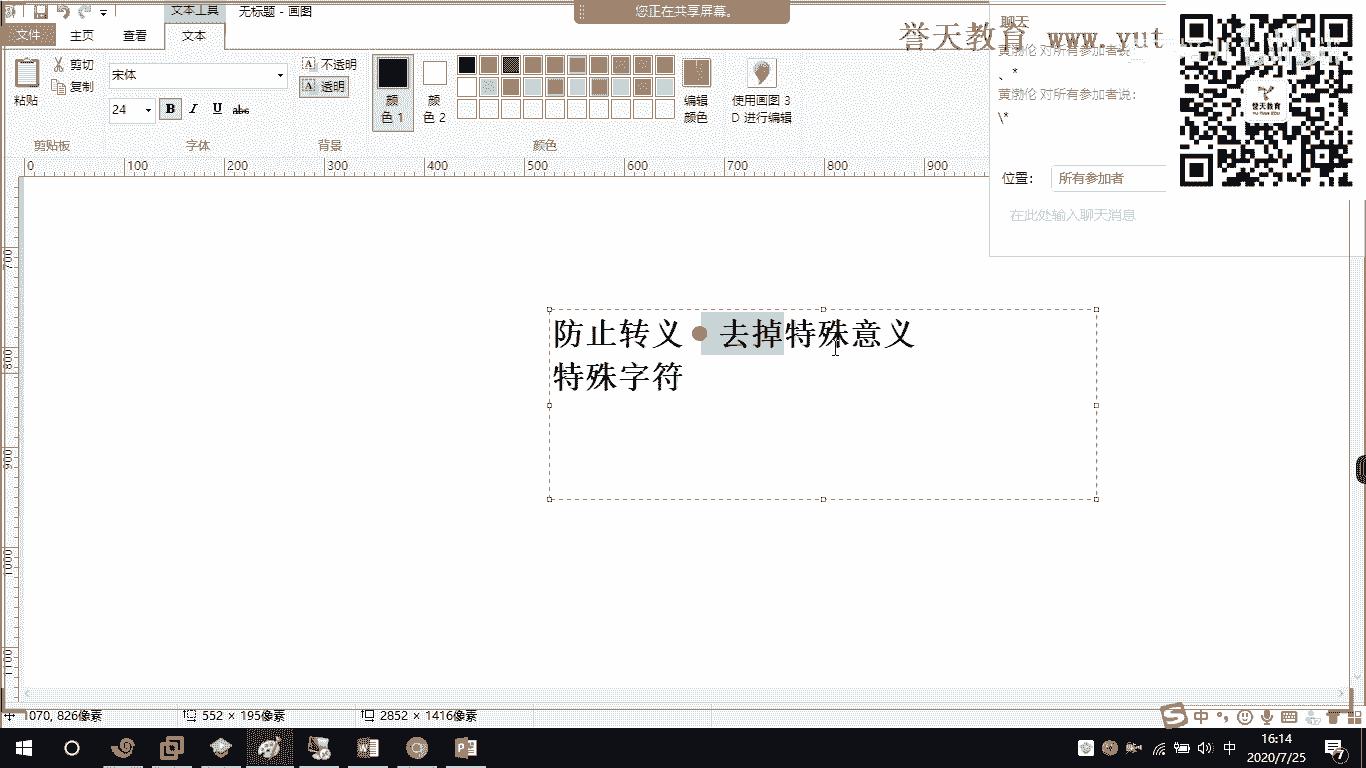 文本工具
无标题 - 画图
您正在共享屏幕。
文件
主页
查看
文本
誉天教育 www.yut
聊天
黄渤伦 对所有参加者说:
、*
黄渤伦 对所有参加者说:
\*
誉天教育
位置:
所有参加者
在此处输入聊天消息
粘贴
剪切
复制
剪贴板
宋体
24
B I U abc
字体
不透明
透明
背景
颜色 1
颜色 2
颜色
编辑颜色
使用画图 3D 进行编辑
0 100 200 300 400 500 600 700 800 900
700
800
900
1000
1100
防止转义 去掉特殊意义
特殊字符
1070, 826像素
552 × 195像素
2852 × 1416像素
中
中
16:14
2020/7/25
7